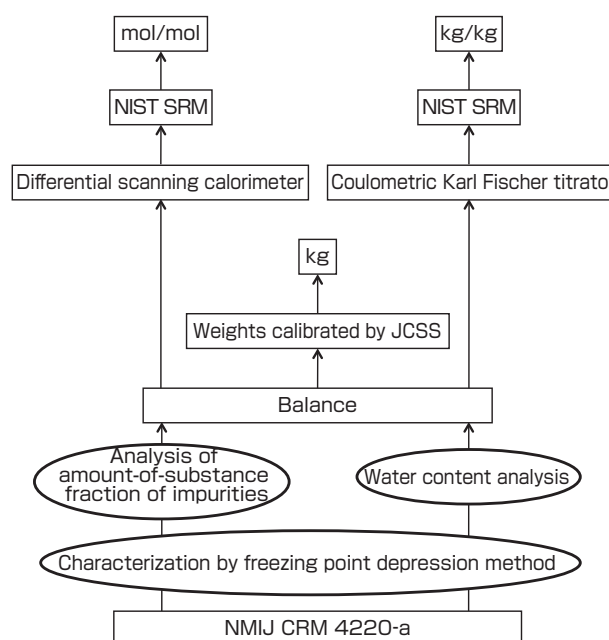 mol/mol
kg/kg
NIST SRM
NIST SRM
Differential scanning calorimeter
Coulometric Karl Fischer titrato
kg
Weights calibrated by JCSS
Balance
Analysis of
amount-of-substance
fraction of impurities
Water content analysis
Characterization by freezing point depression method
NMIJ CRM 4220-a